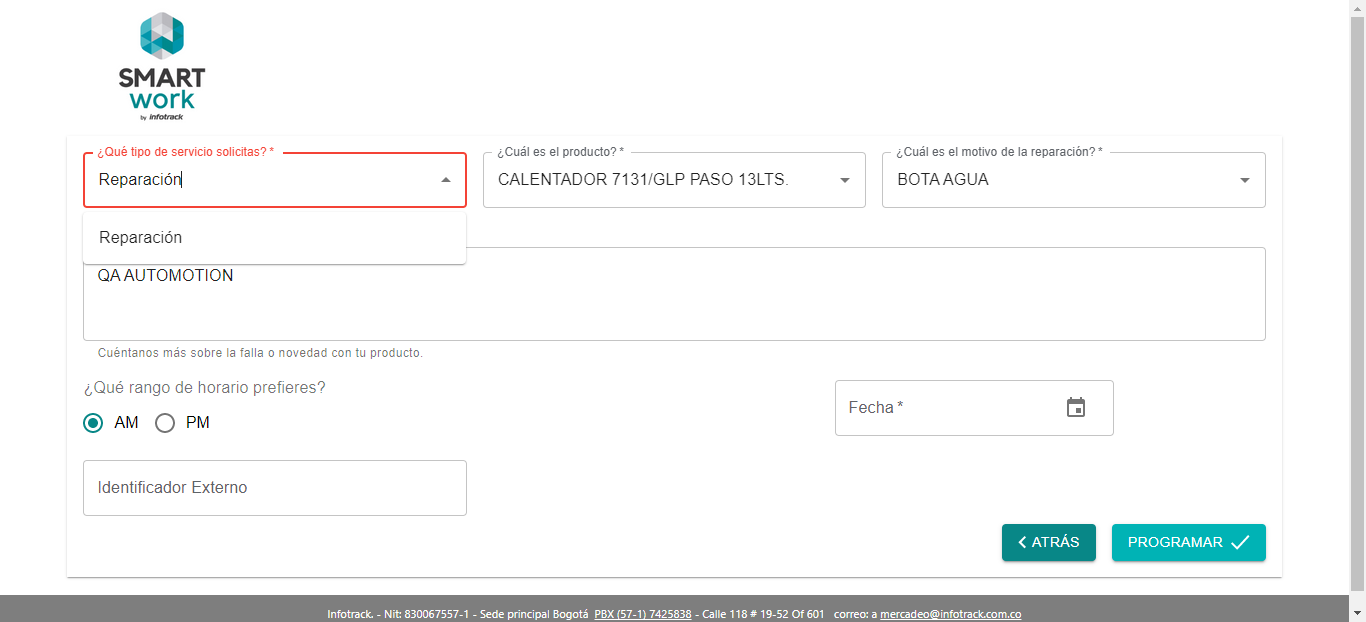 SMART
work
by infotrack
¿Qué tipo de servicio solicitas? *
Reparación
¿Cuál es el producto? *
CALENTADOR 7131/GLP PASO 13LTS.
¿Cuál es el motivo de la reparación? *
BOTA AGUA
Reparación
QA AUTOMOTION
Cuéntanos más sobre la falla o novedad con tu producto.
¿Qué rango de horario prefieres?
AM PM
Fecha *
Identificador Externo
ATRÁS
PROGRAMAR
Infotrack. - Nit: 830067557-1 - Sede principal Bogotá PBX (57-1) 7425838 - Calle 118 # 19-52 Of 601 correo: a mercadeo@infotrack.com.co